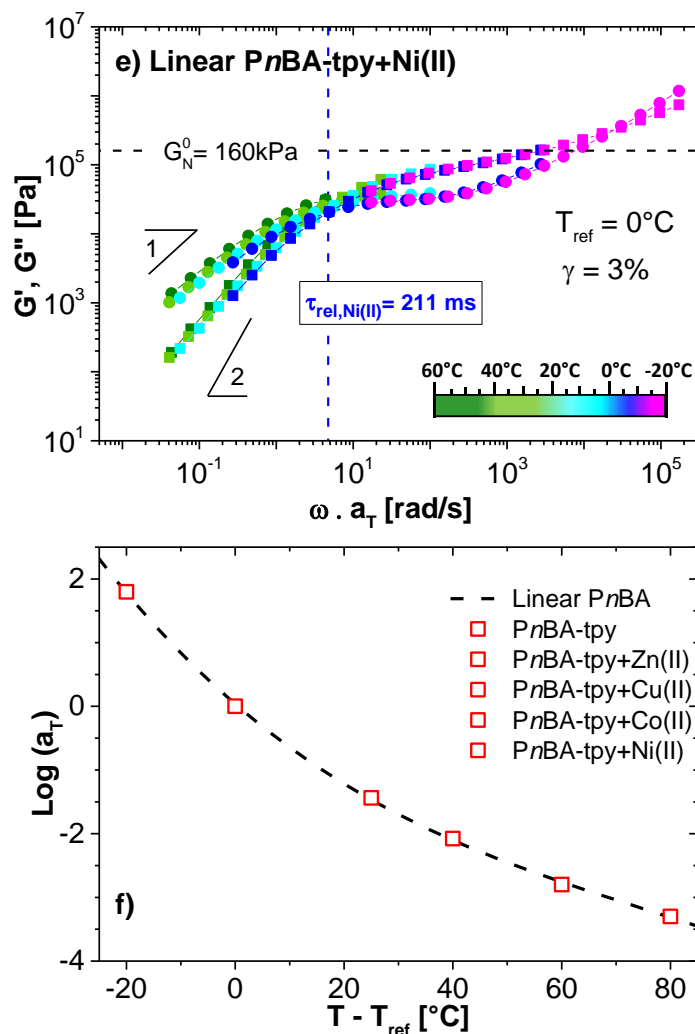 e) Linear PnBA-tpy+Ni(II)
G_N^0 = 160kPa
T_ref = 0°C
γ = 3%
τ_rel,Ni(II) = 211 ms
1
2
60°C 40°C 20°C 0°C -20°C
G', G" [Pa]
10^7
10^5
10^3
10^1
10^-1 10^1 10^3 10^5
ω . a_T [rad/s]
Linear PnBA
PnBA-tpy
PnBA-tpy+Zn(II)
PnBA-tpy+Cu(II)
PnBA-tpy+Co(II)
PnBA-tpy+Ni(II)
Log (a_T)
2
0
-2
-4
f)
-20 0 20 40 60 80
T - T_ref [°C]